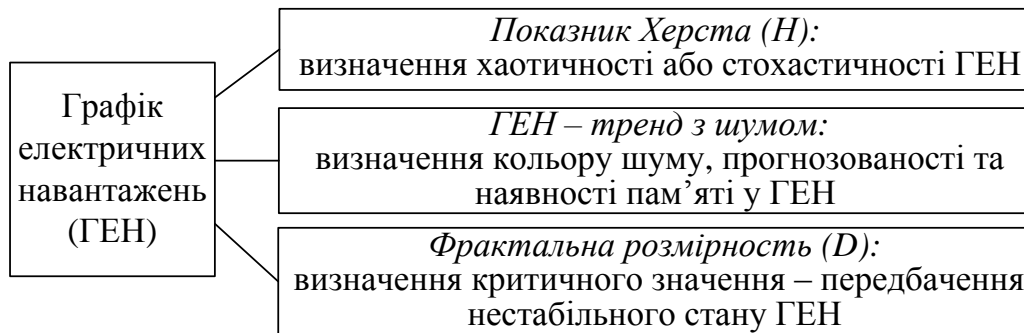 Графік
електричних
навантажень
(ГЕН)
Показник Херста (Н):
визначення хаотичності або стохастичності ГЕН
ГЕН – тренд з шумом:
визначення кольору шуму, прогнозованості та
наявності пам’яті у ГЕН
Фрактальна розмірность (D):
визначення критичного значення – передбачення
нестабільного стану ГЕН